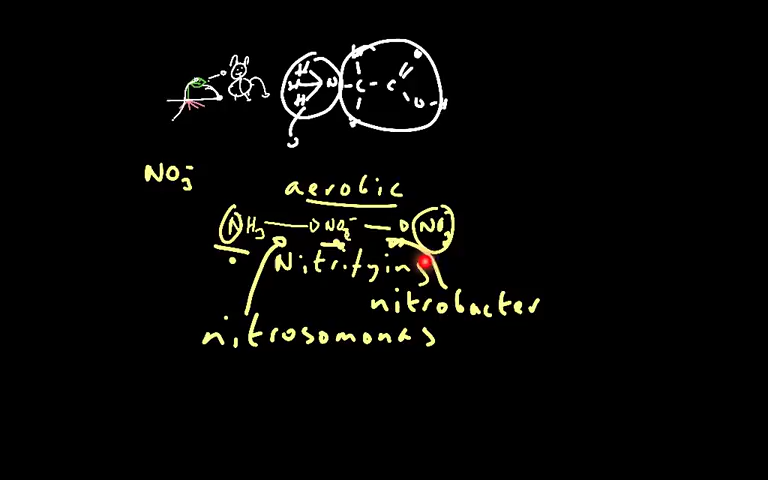 H
H N - C - C
H O - H
NO3-
aerobic
NH3 → NO2- → NO3-
Nitrifying
nitrobacter
nitrosomonas